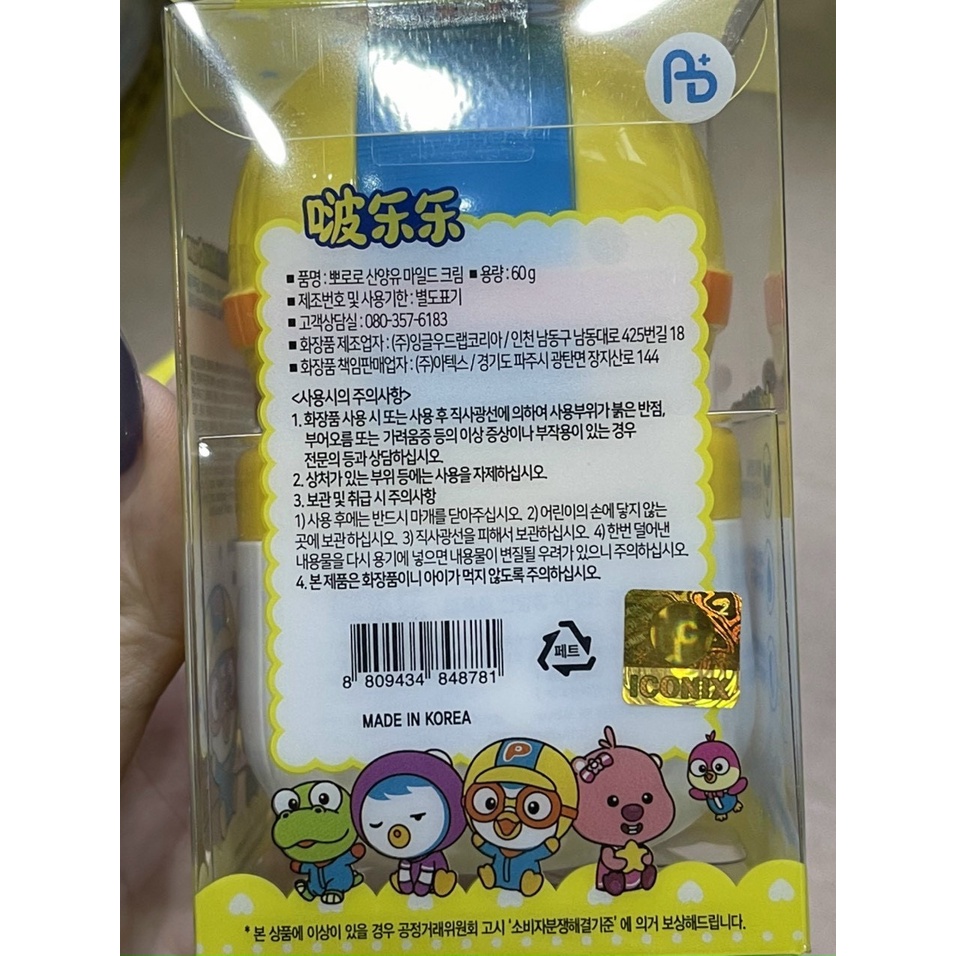 AD+
啵乐乐
■ 품명 : 뽀로로 산양유 마일드 크림 ■ 용량 : 60 g
■ 제조번호 및 사용기한 : 별도표기
■ 고객상담실 : 080-357-6183
■ 화장품 제조업자 : (주)잉글우드랩코리아 / 인천 남동구 남동대로 425번길 18
■ 화장품 책임판매업자 : (주)아텍스 / 경기도 파주시 광탄면 장지산로 144
<사용시의 주의사항>
1. 화장품 사용 시 또는 사용 후 직사광선에 의하여 사용부위가 붉은 반점,
부어오름 또는 가려움증 등의 이상 증상이나 부작용이 있는 경우
전문의 등과 상담하십시오.
2. 상처가 있는 부위 등에는 사용을 자제하십시오.
3. 보관 및 취급 시 주의사항
1) 사용 후에는 반드시 마개를 닫아주십시오. 2) 어린이의 손에 닿지 않는
곳에 보관 하십시오. 3) 직사광선을 피해서 보관하십시오. 4) 한번 덜어낸
내용물을 다시 용기에 넣으면 내용물이 변질될 우려가 있으니 주의하십시오.
4. 본 제품은 화장품이니 아이가 먹지 않도록 주의하십시오.
페트
8 809434 848781
ICONIX
MADE IN KOREA
P
* 본 상품에 이상이 있을 경우 공정거래위원회 고시 '소비자분쟁해결기준' 에 의거 보상해드립니다.